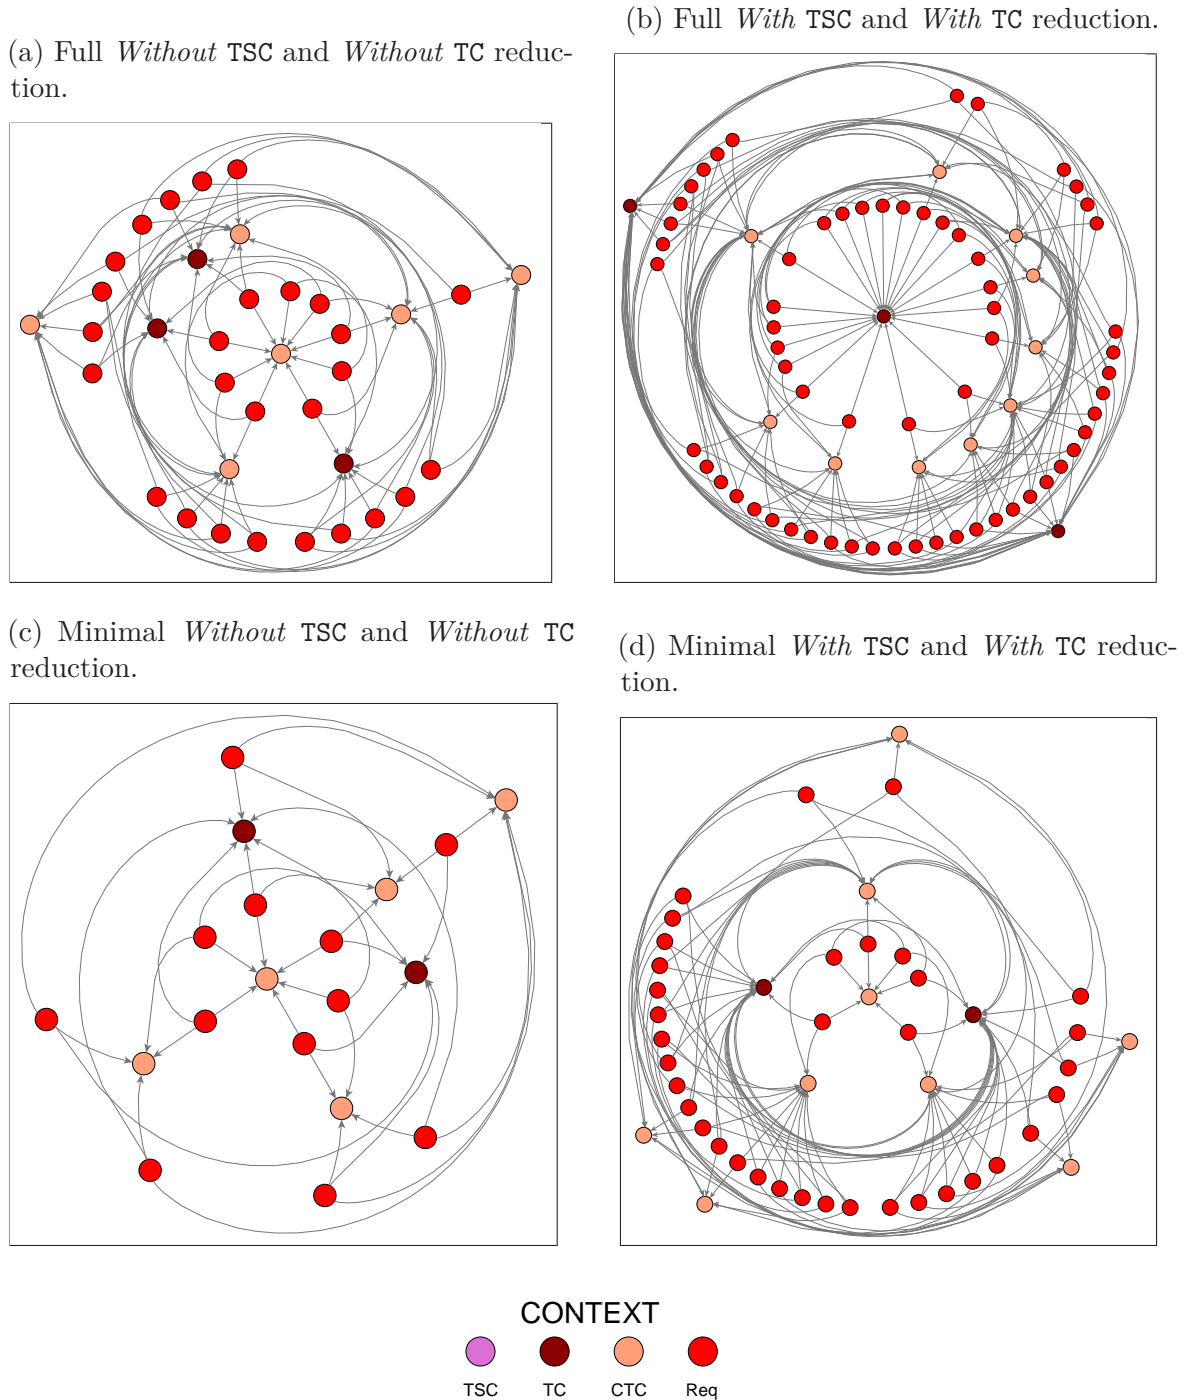 (a) Full Without TSC and Without TC reduc-
tion.
(b) Full With TSC and With TC reduction.
(c) Minimal Without TSC and Without TC
reduction.
(d) Minimal With TSC and With TC reduc-
tion.
CONTEXT
TSC TC CTC Req